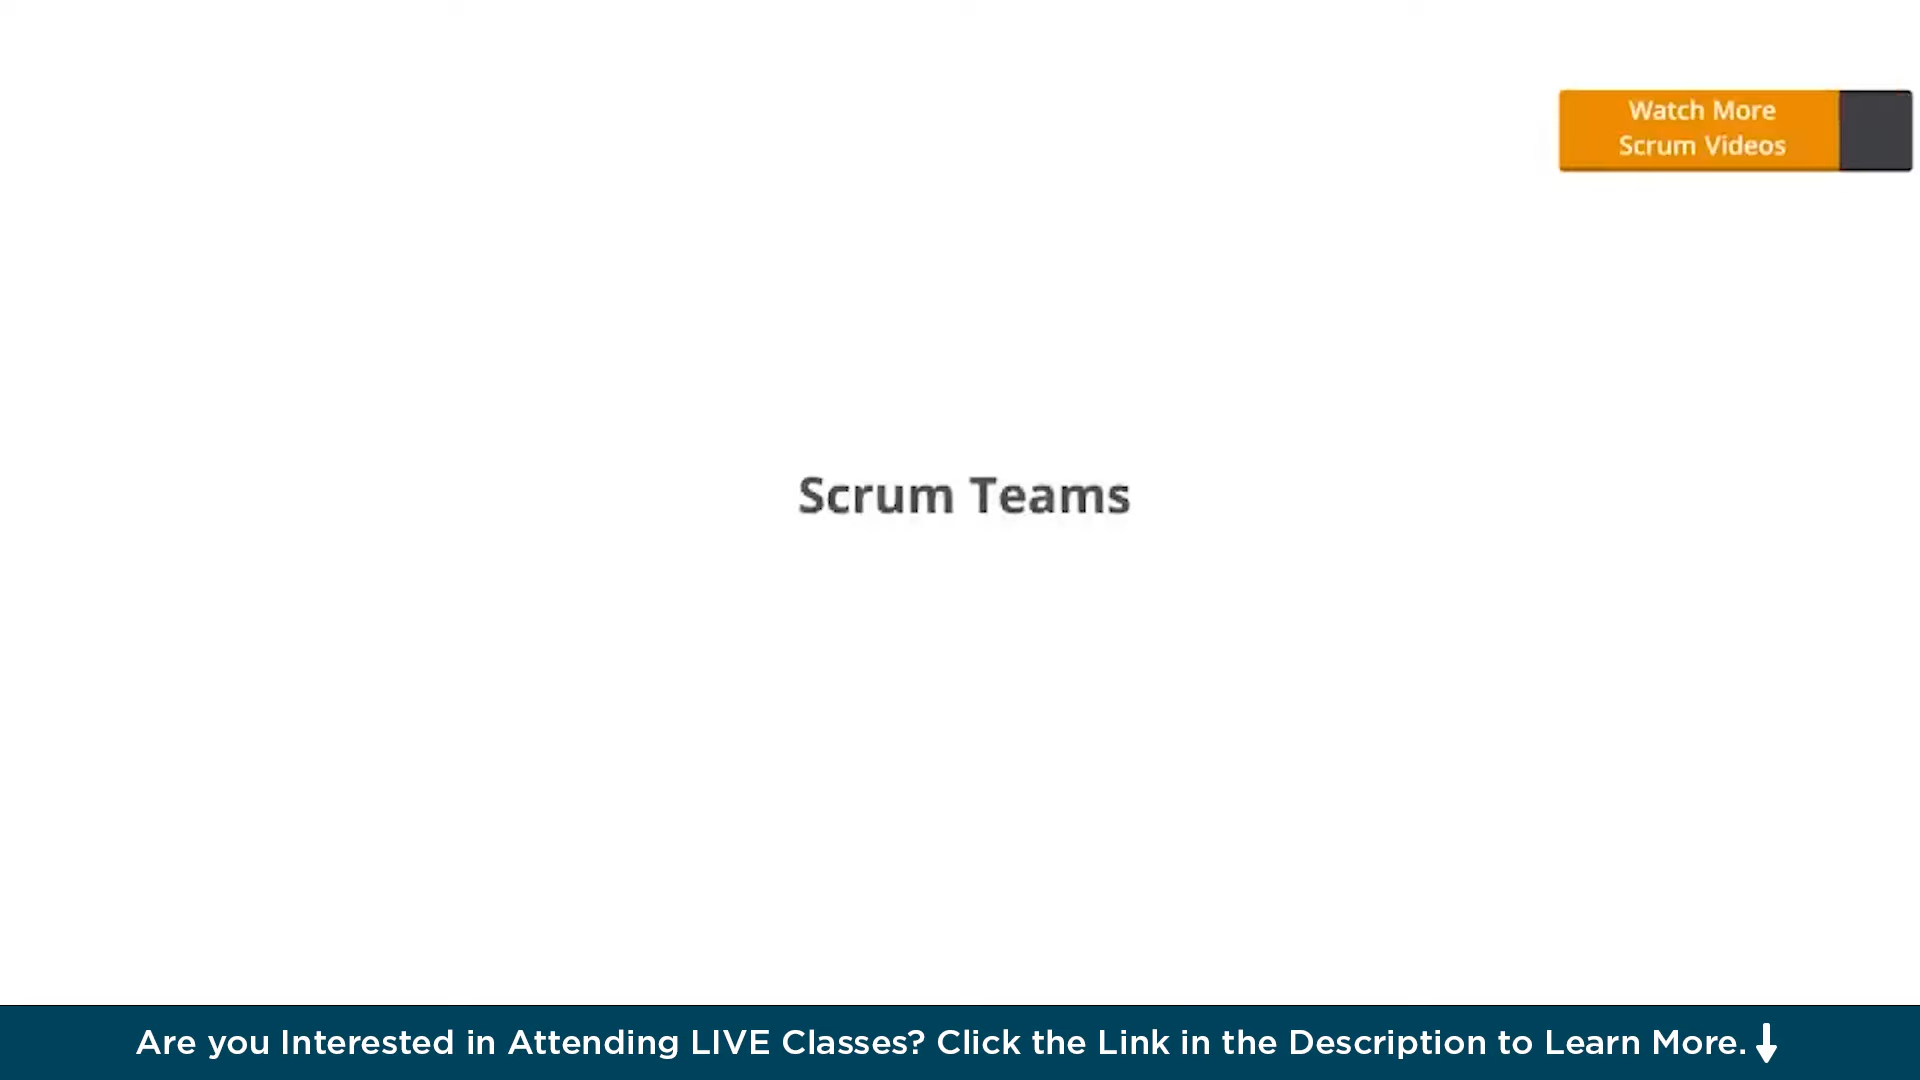 Watch More
Scrum Videos
Scrum Teams
Are you Interested in Attending LIVE Classes? Click the Link in the Description to Learn More.